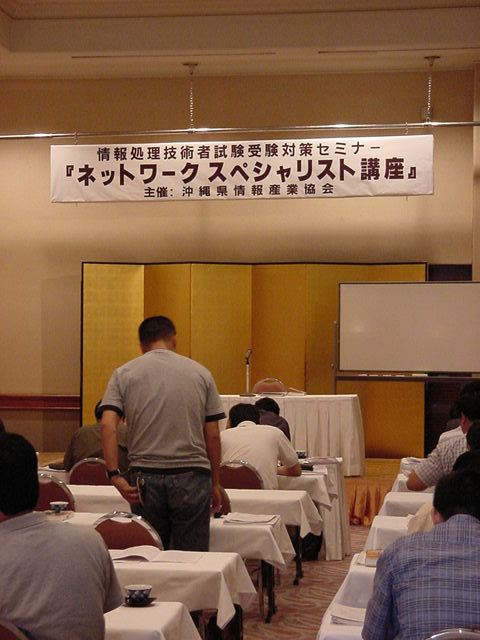 情報処理技術者試験受験対策セミナー
『ネットワークスペシャリスト講座』
主催：沖縄県情報産業協会